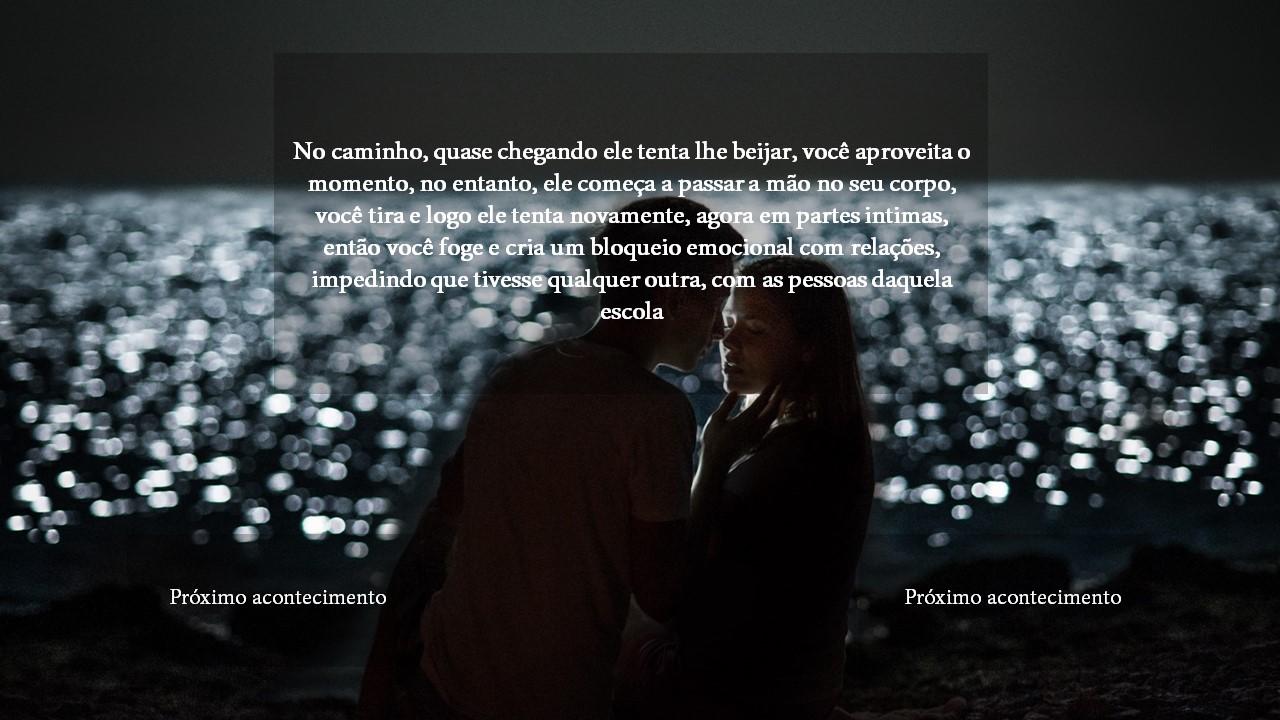 No caminho, quase chegando ele tenta lhe beijar, você aproveita o
momento, no entanto, ele começa a passar a mão no seu corpo,
você tira e logo ele tenta novamente, agora em partes intimas,
então você foge e cria um bloqueio emocional com relações,
impedindo que tivesse qualquer outra, com as pessoas daquela
escola
Próximo acontecimento
Próximo acontecimento